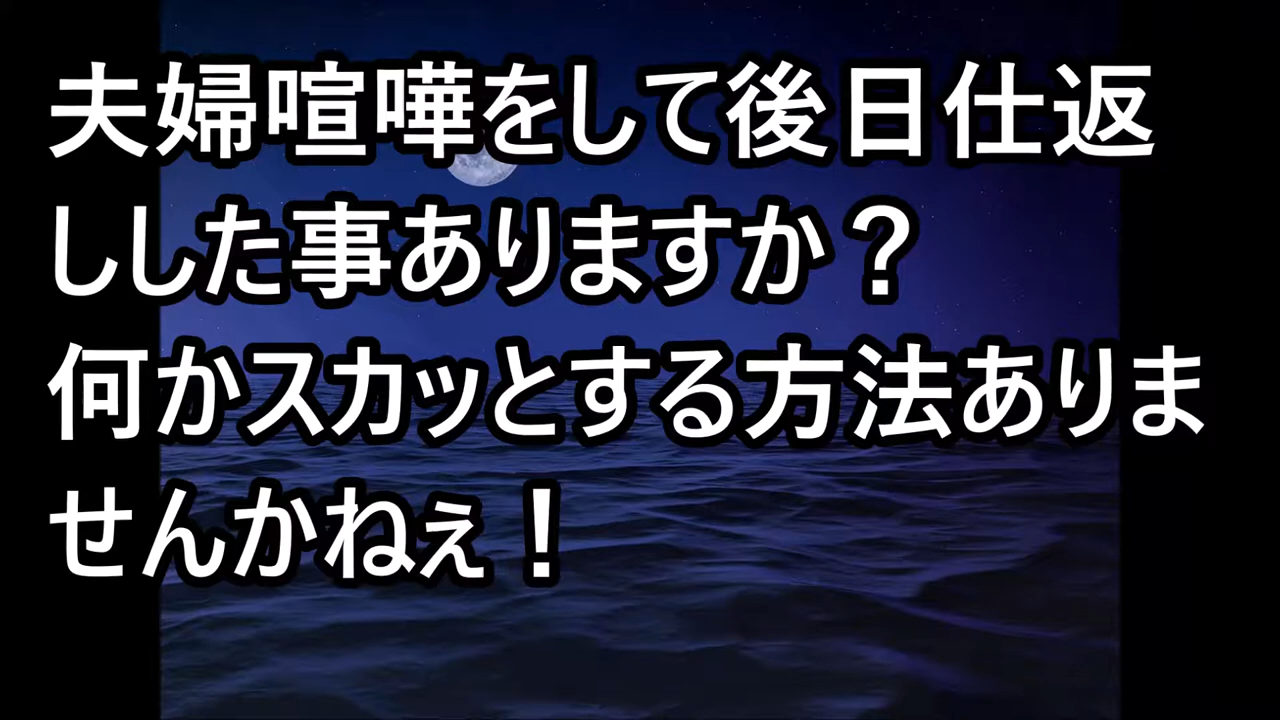 夫婦喧嘩をして後日仕返
ししした事ありますか？
何かスカッとする方法ありま
せんかねぇ！